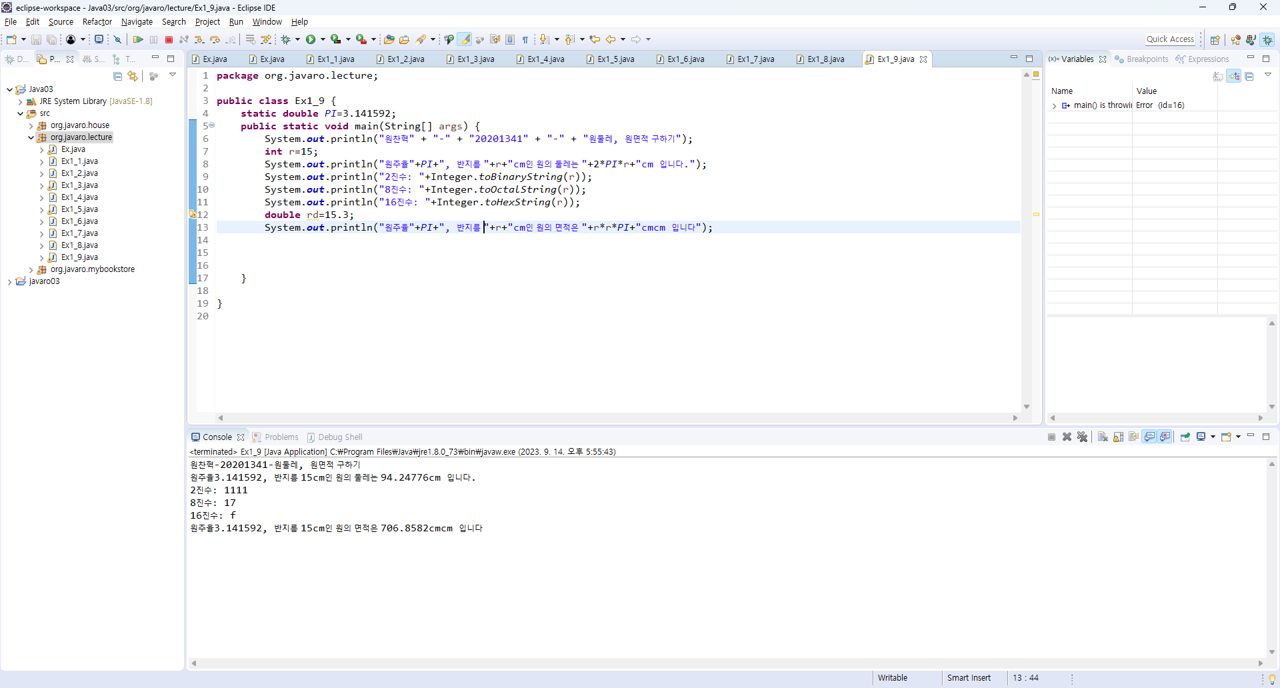 eclipse-workspace - Java03/src/org/javaro/lecture/Ex1_9.java - Eclipse IDE
File Edit Source Refactor Navigate Search Project Run Window Help
Quick Access
D... P... S... T...
Ex.java Ex.java Ex1_1.java Ex1_2.java Ex1_3.java Ex1_4.java Ex1_5.java Ex1_6.java Ex1_7.java Ex1_8.java Ex1_9.java
Variables Breakpoints Expressions
Java03
JRE System Library [JavaSE-1.8]
src
org.javaro.house
org.javaro.lecture
Ex.java
Ex1_1.java
Ex1_2.java
Ex1_3.java
Ex1_4.java
Ex1_5.java
Ex1_6.java
Ex1_7.java
Ex1_8.java
Ex1_9.java
org.javaro.mybookstore
javaro03
1 package org.javaro.lecture;
2
3 public class Ex1_9 {
4 static double PI=3.141592;
5 public static void main(String[] args) {
6 System.out.println("원찬혁" + "-" + "20201341" + "-" + "원둘레, 원면적 구하기");
7 int r=15;
8 System.out.println("원주율"+PI+", 반지름 "+r+"cm인 원의 둘레는 "+2*PI*r+"cm 입니다.");
9 System.out.println("2진수: "+Integer.toBinaryString(r));
10 System.out.println("8진수: "+Integer.toOctalString(r));
11 System.out.println("16진수: "+Integer.toHexString(r));
12 double rd=15.3;
13 System.out.println("원주율"+PI+", 반지름 "+r+"cm인 원의 면적은 "+r*r*PI+"cmcm 입니다");
14
15
16
17 }
18
19 }
20
Name Value
main() is throwin Error (id=16)
Console Problems Debug Shell
<terminated> Ex1_9 [Java Application] C:₩Program Files₩Java₩jre1.8.0_73₩bin₩javaw.exe (2023. 9. 14. 오후 5:55:43)
원찬혁-20201341-원둘레, 원면적 구하기
원주율3.141592, 반지름 15cm인 원의 둘레는 94.24776cm 입니다.
2진수: 1111
8진수: 17
16진수: f
원주율3.141592, 반지름 15cm인 원의 면적은 706.8582cmcm 입니다
Writable Smart Insert 13 : 44